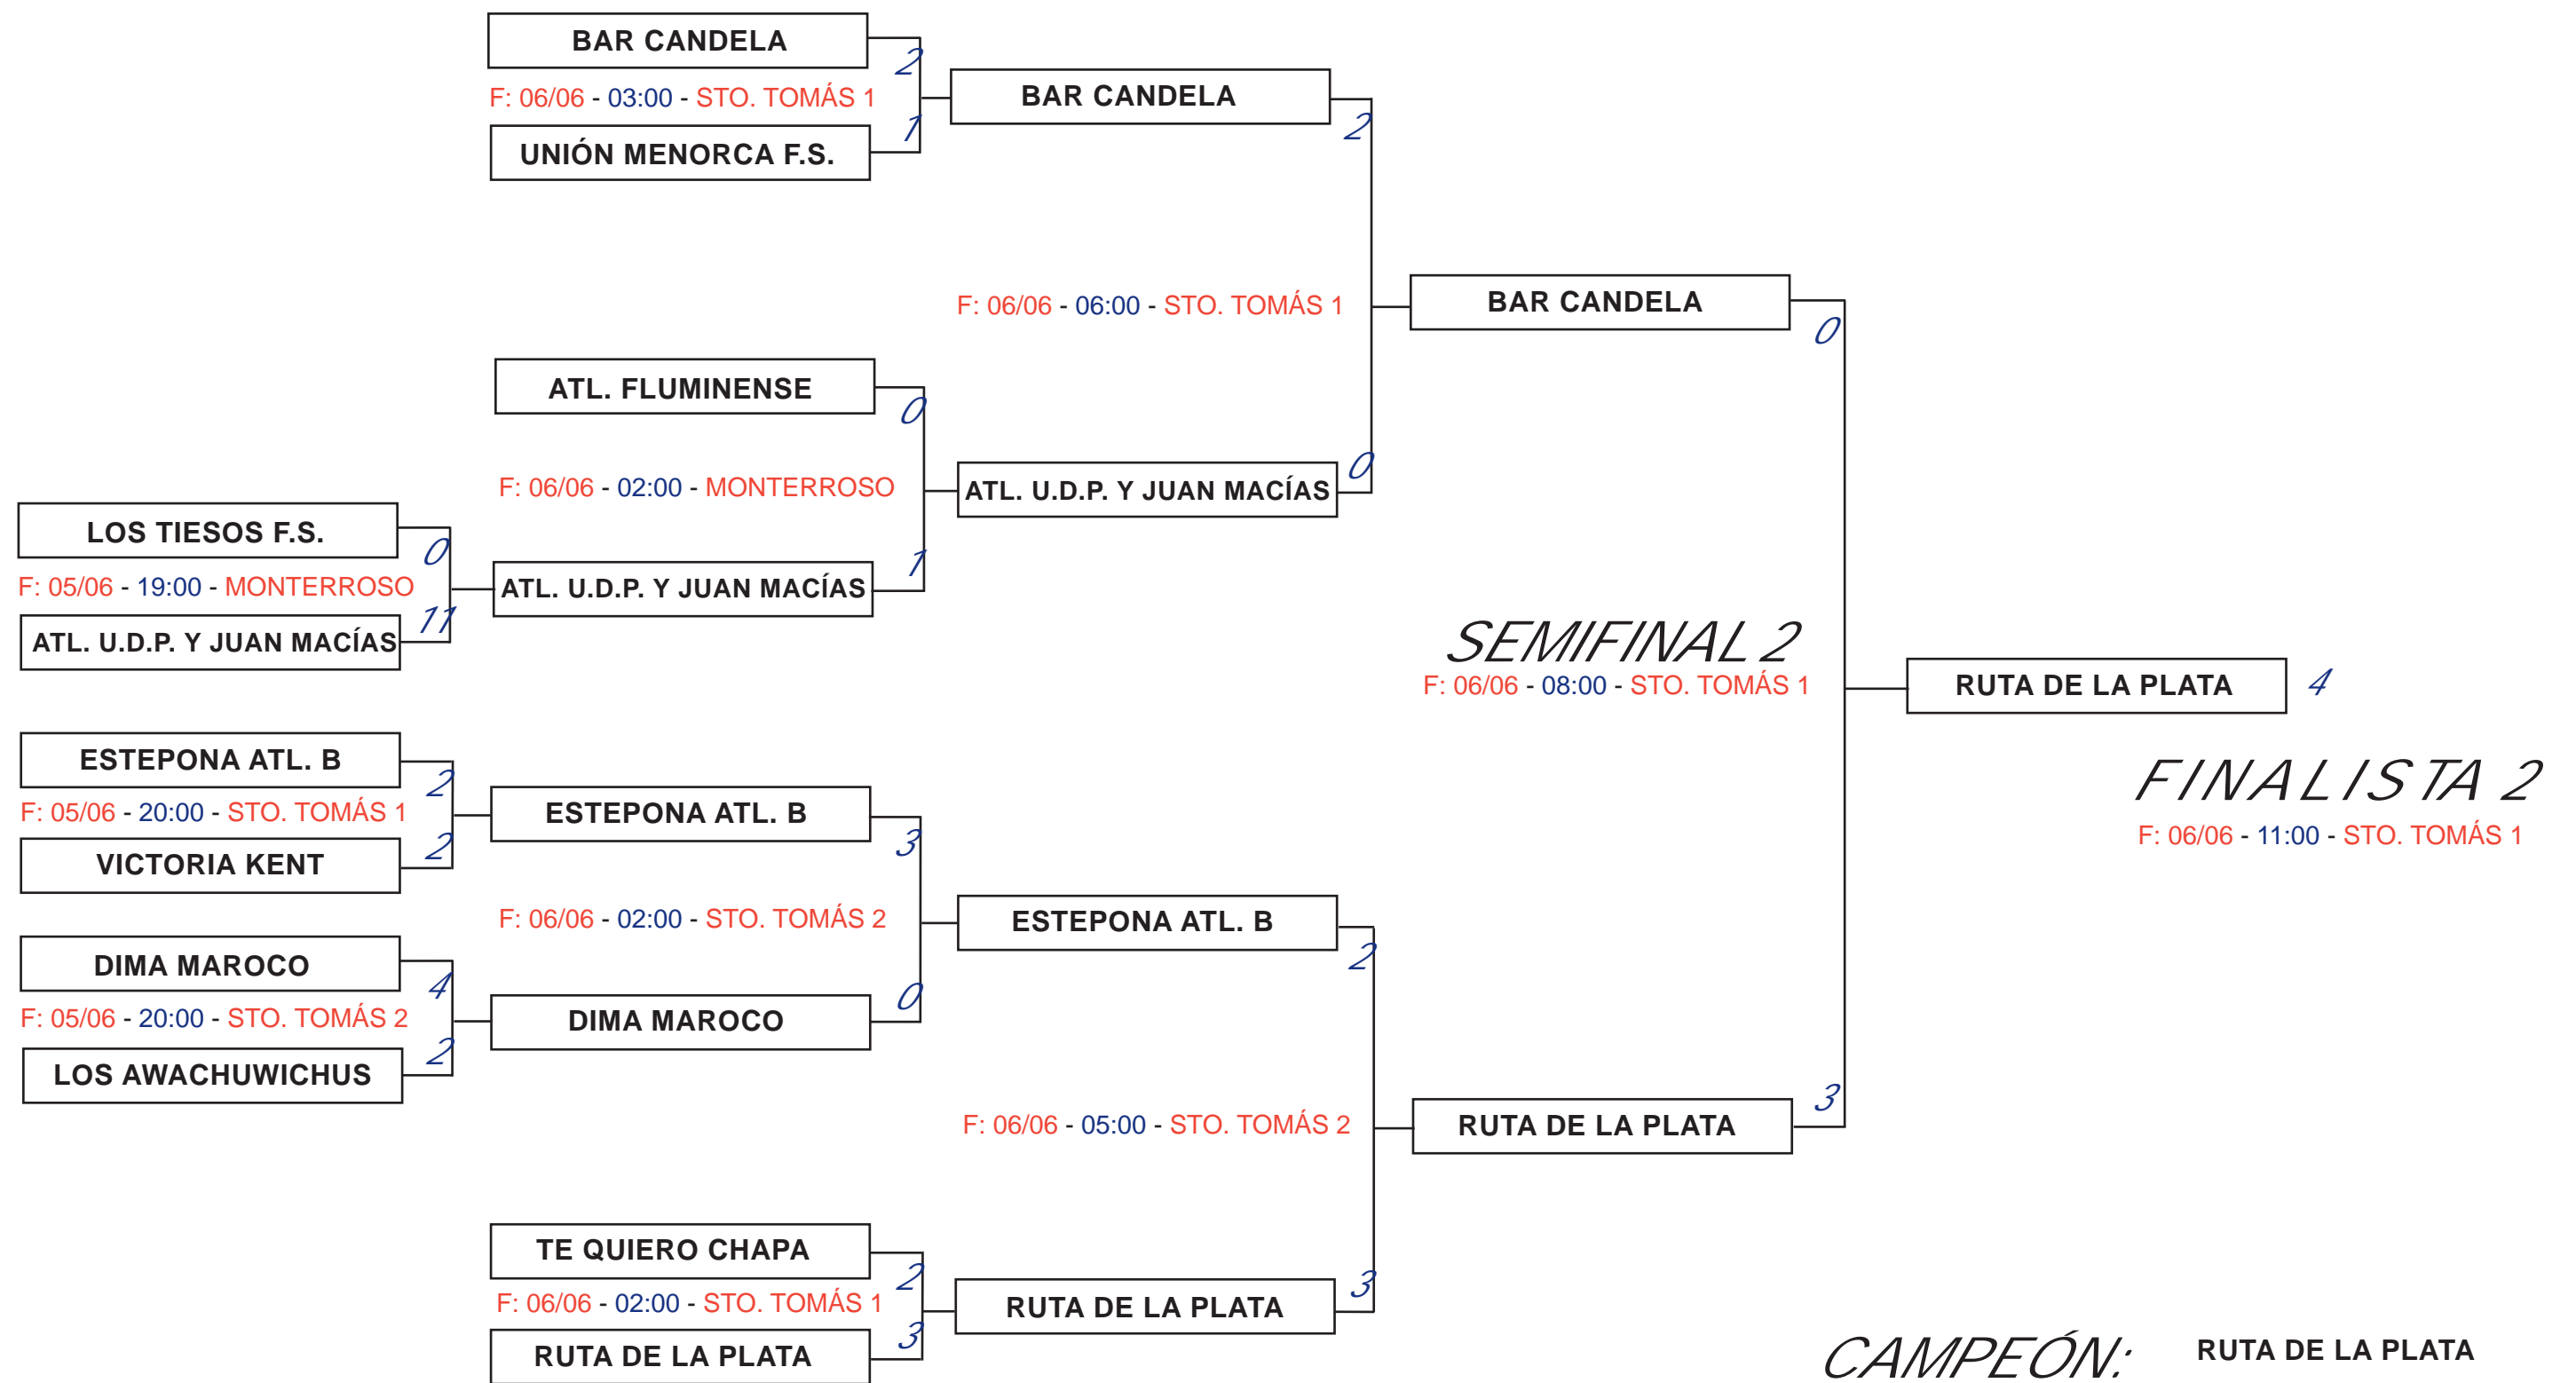 BAR CANDELA
2
F: 06/06 - 03:00 - STO. TOMÁS 1
1
UNIÓN MENORCA F.S.
BAR CANDELA
2
F: 06/06 - 06:00 - STO. TOMÁS 1
BAR CANDELA
0
ATL. FLUMINENSE
0
F: 06/06 - 02:00 - MONTERROSO
0
ATL. U.D.P. Y JUAN MACÍAS
LOS TIESOS F.S.
0
F: 05/06 - 19:00 - MONTERROSO
11
ATL. U.D.P. Y JUAN MACÍAS
1
ATL. U.D.P. Y JUAN MACÍAS
SEMIFINAL 2
F: 06/06 - 08:00 - STO. TOMÁS 1
RUTA DE LA PLATA 4
FINALISTA 2
F: 06/06 - 11:00 - STO. TOMÁS 1
ESTEPONA ATL. B
2
F: 05/06 - 20:00 - STO. TOMÁS 1
2
VICTORIA KENT
ESTEPONA ATL. B
3
F: 06/06 - 02:00 - STO. TOMÁS 2
ESTEPONA ATL. B
2
DIMA MAROCO
4
F: 05/06 - 20:00 - STO. TOMÁS 2
2
LOS AWACHUWICHUS
0
DIMA MAROCO
F: 06/06 - 05:00 - STO. TOMÁS 2
3
RUTA DE LA PLATA
TE QUIERO CHAPA
2
F: 06/06 - 02:00 - STO. TOMÁS 1
3
RUTA DE LA PLATA
3
RUTA DE LA PLATA
CAMPEÓN: RUTA DE LA PLATA